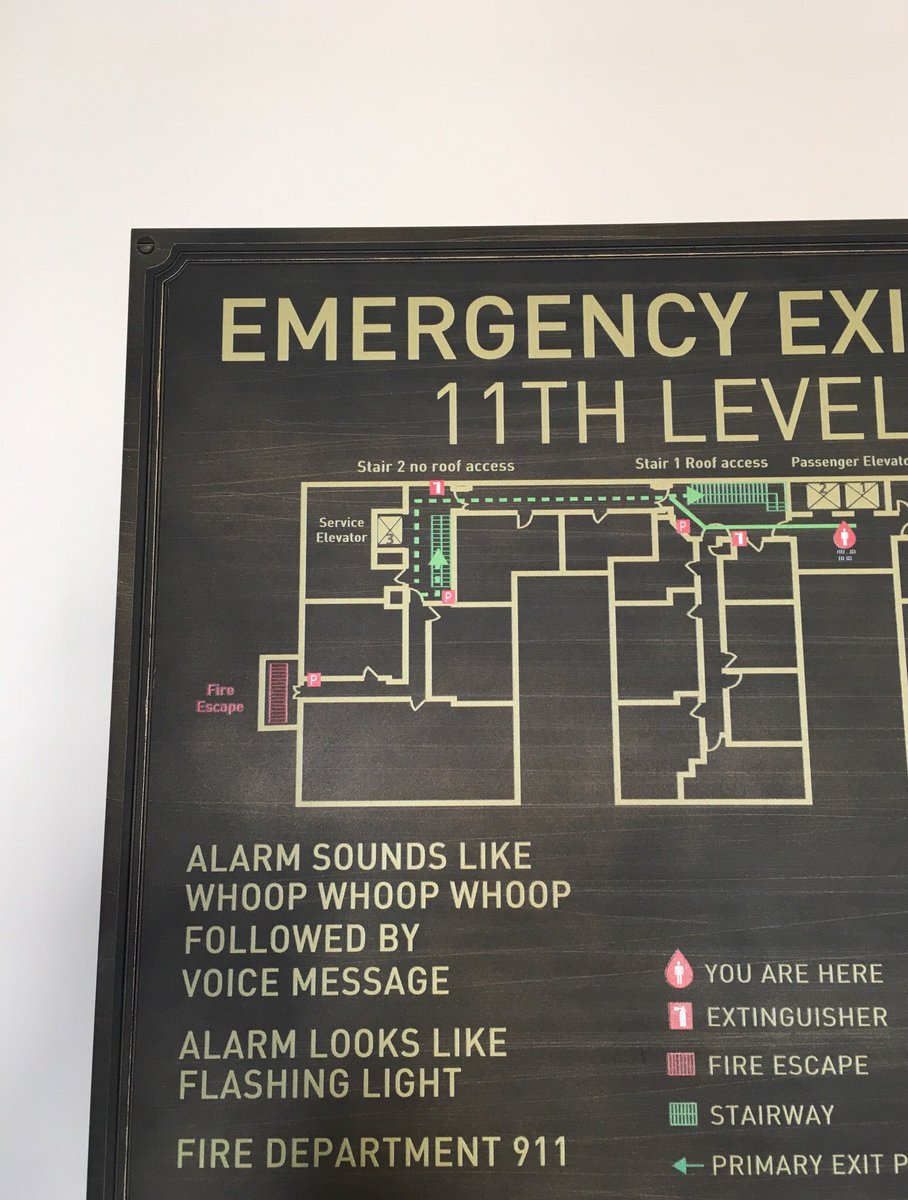 EMERGENCY EXI
11TH LEVEL
Stair 2 no roof access
Stair 1 Roof access
Passenger Elevato
2
1
Service
Elevator
3
P
P
P
Fire
Escape
ALARM SOUNDS LIKE
WHOOP WHOOP WHOOP
FOLLOWED BY
VOICE MESSAGE
ALARM LOOKS LIKE
FLASHING LIGHT
FIRE DEPARTMENT 911
YOU ARE HERE
EXTINGUISHER
FIRE ESCAPE
STAIRWAY
PRIMARY EXIT P